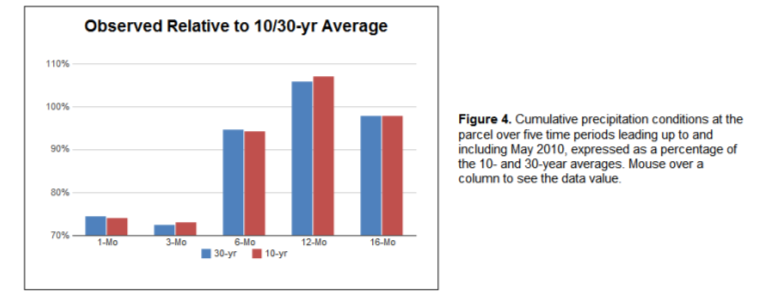 Observed Relative to 10/30-yr Average
110%
100%
90%
80%
70%
1-Mo 3-Mo 6-Mo 12-Mo 16-Mo
30-yr 10-yr
Figure 4. Cumulative precipitation conditions at the
parcel over five time periods leading up to and
including May 2010, expressed as a percentage of
the 10- and 30-year averages. Mouse over a
column to see the data value.